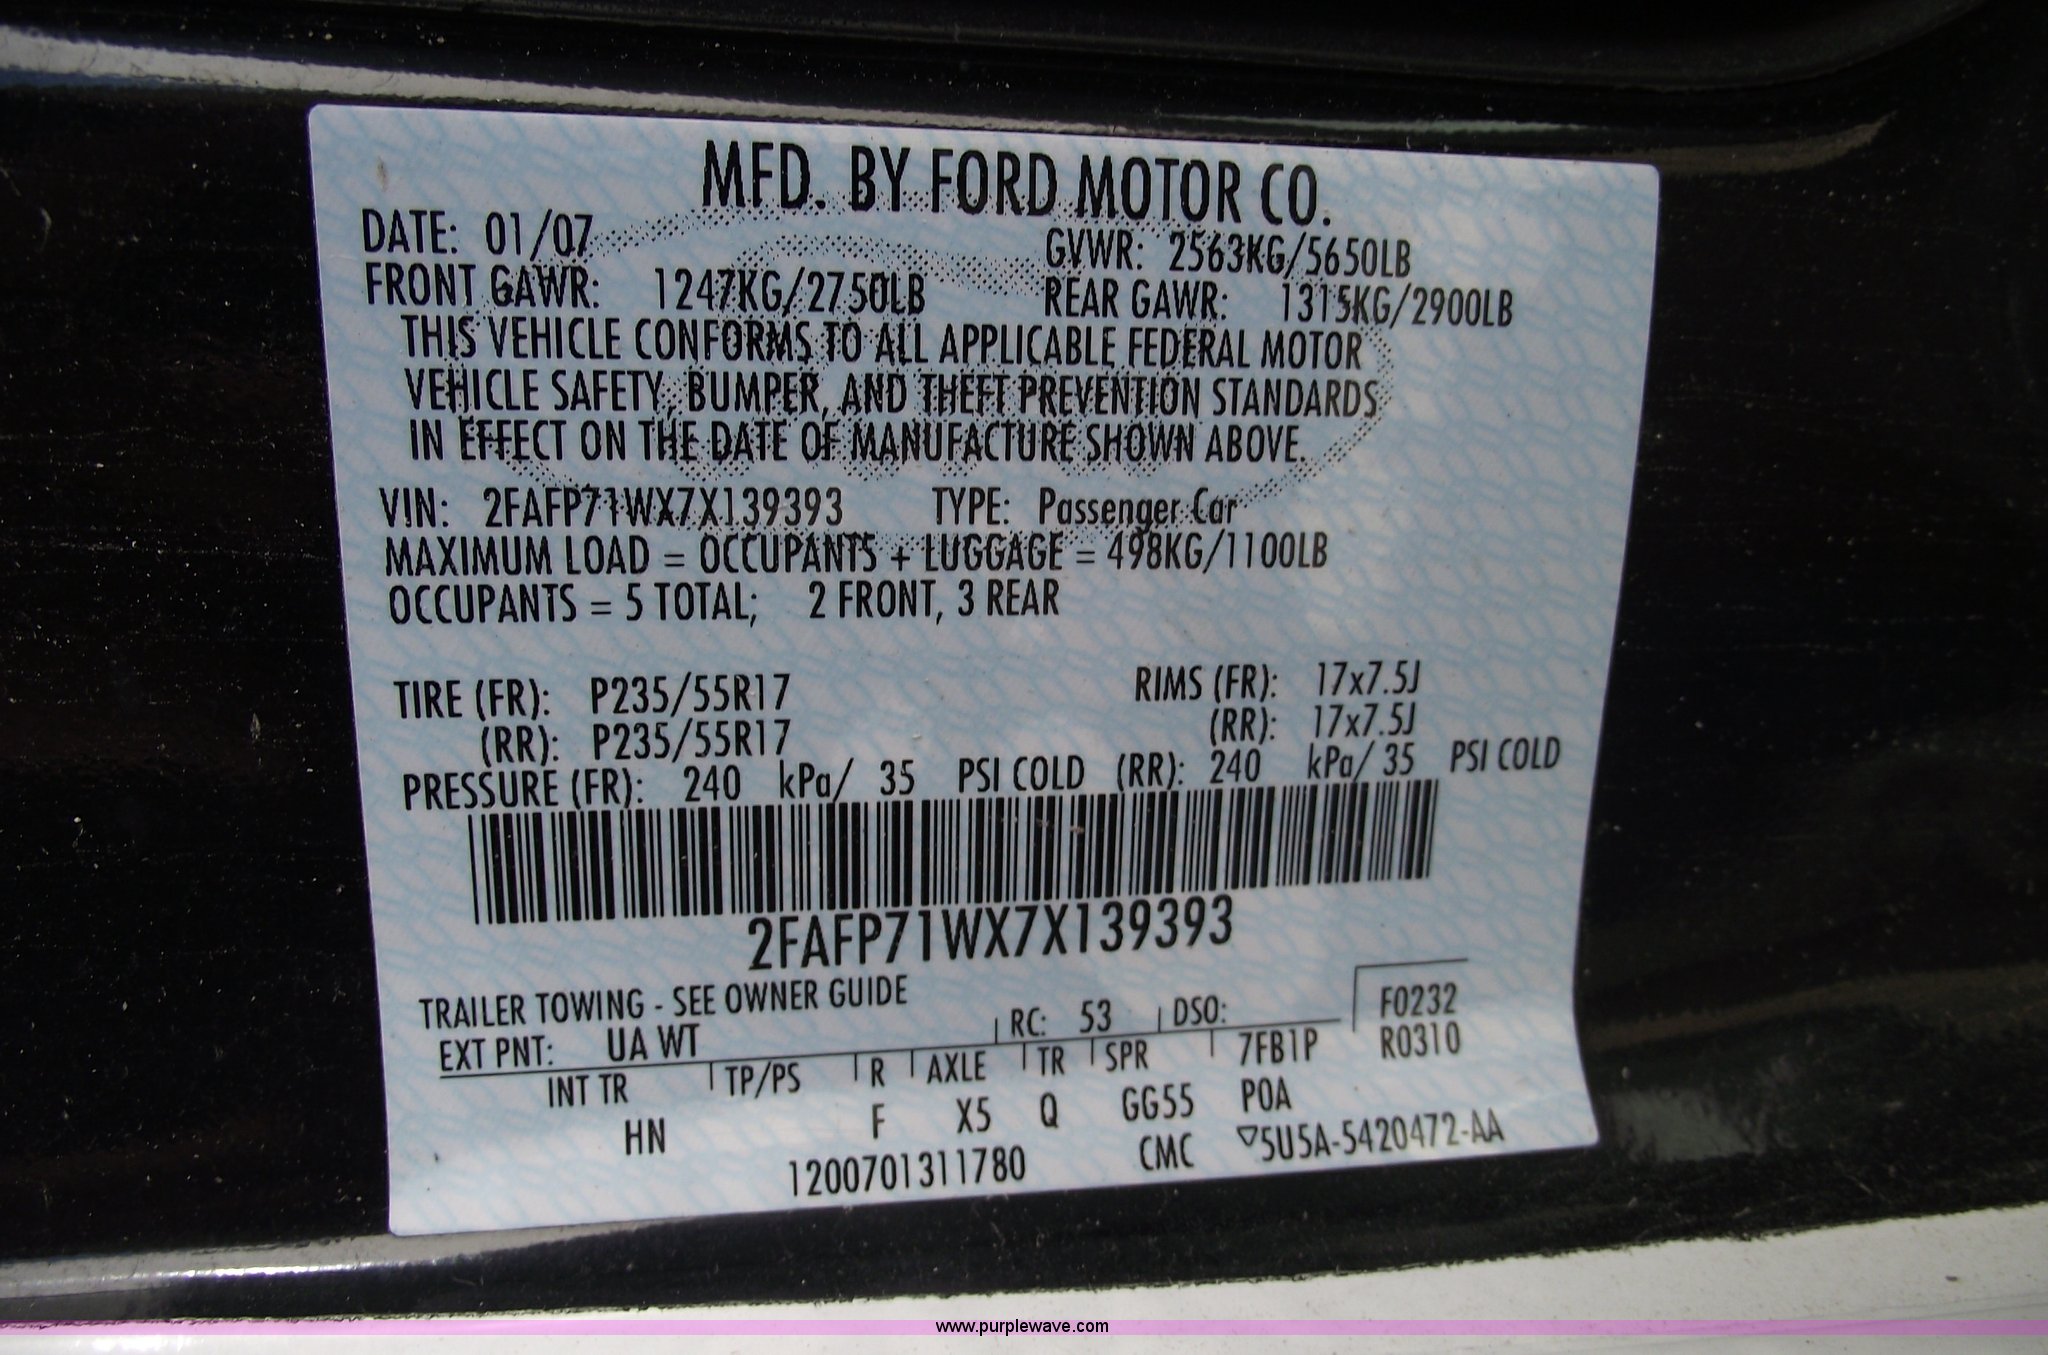 MFD. BY FORD MOTOR CO.
DATE: 01/07 GVWR: 2563KG/5650LB
FRONT GAWR: 1247KG/2750LB REAR GAWR: 1315KG/2900LB
THIS VEHICLE CONFORMS TO ALL APPLICABLE FEDERAL MOTOR
VEHICLE SAFETY, BUMPER, AND THEFT PREVENTION STANDARDS
IN EFFECT ON THE DATE OF MANUFACTURE SHOWN ABOVE.
VIN: 2FAFP71WX7X139393 TYPE: Passenger Car
MAXIMUM LOAD = OCCUPANTS + LUGGAGE = 498KG/1100LB
OCCUPANTS = 5 TOTAL; 2 FRONT, 3 REAR
TIRE (FR): P235/55R17 RIMS (FR): 17x7.5J
(RR): P235/55R17 (RR): 17x7.5J
PRESSURE (FR): 240 kPa/ 35 PSI COLD (RR): 240 kPa/ 35 PSI COLD
2FAFP71WX7X139393
TRAILER TOWING - SEE OWNER GUIDE
EXT PNT: UA WT RC: 53 DSO: F0232
INT TR TP/PS R AXLE TR SPR 7FB1P R0310
HN F X5 Q GG55 POA
1200701311780 CMC ▽5U5A-5420472-AA
www.purplewave.com